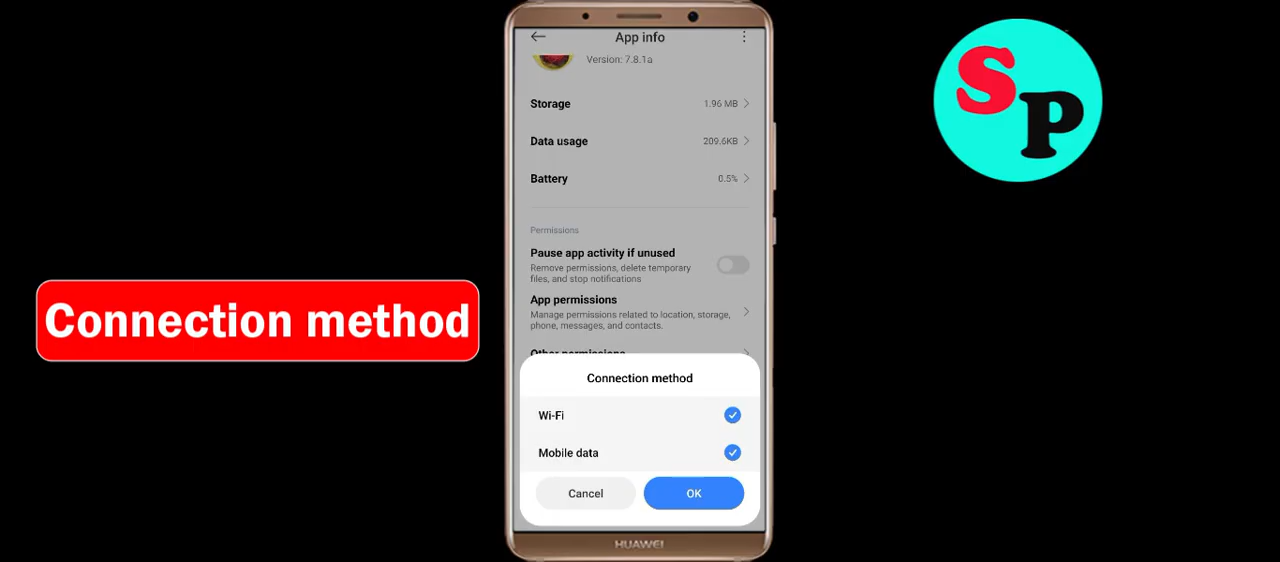 App info
Version: 7.8.1a
Storage 1.96 MB
Data usage 209.6KB
Battery 0.5%
Permissions
Pause app activity if unused
Remove permissions, delete temporary
files, and stop notifications
App permissions
Manage permissions related to location, storage,
phone, messages, and contacts.
Other permissions
Connection method
Wi-Fi
Mobile data
Cancel OK
HUAWEI
Connection method
SP